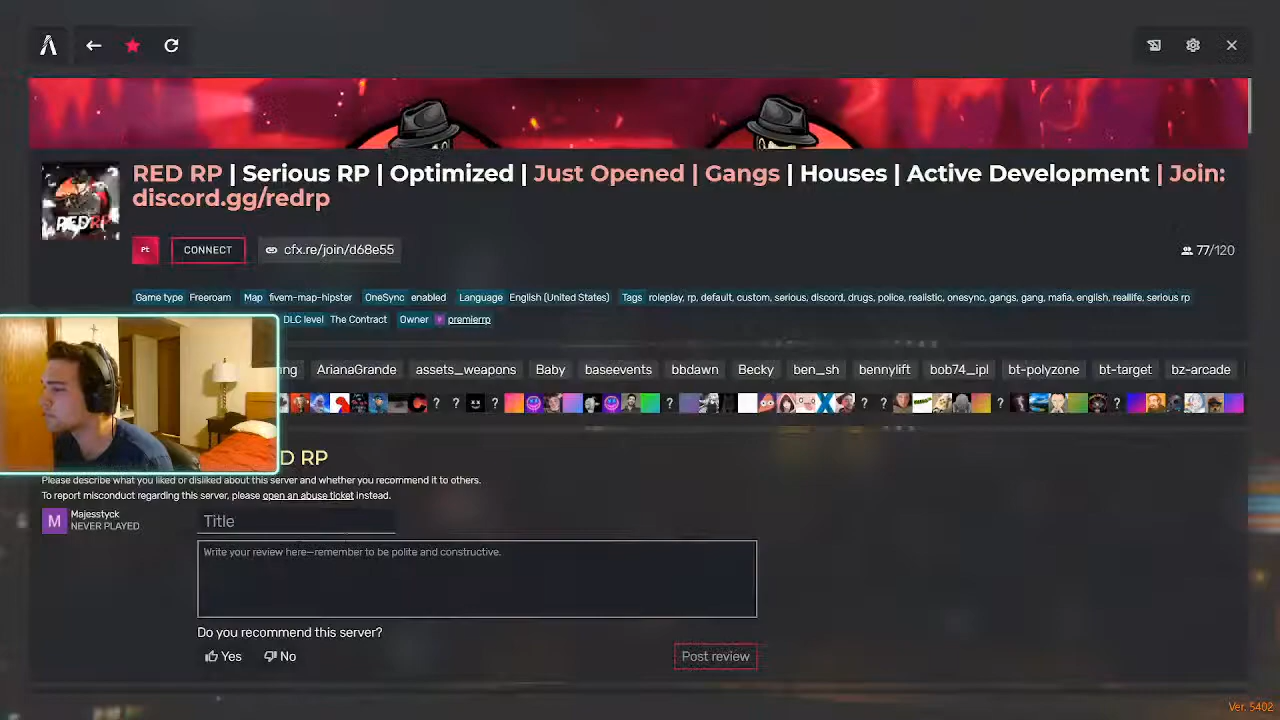 RED RP | Serious RP | Optimized | Just Opened | Gangs | Houses | Active Development | Join:
discord.gg/redrp
REDRP
Pt CONNECT cfx.re/join/d68e55 77/120
Game type Freeroam Map fivem-map-hipster OneSync enabled Language English (United States) Tags roleplay, rp, default, custom, serious, discord, drugs, police, realistic, onesync, gangs, gang, mafia, english, reallife, serious rp
DLC level The Contract Owner premierrp
ng ArianaGrande assets_weapons Baby baseevents bbdawn Becky ben_sh bennylift bob74_ipl bt-polyzone bt-target bz-arcade
D RP
Please describe what you liked or disliked about this server and whether you recommend it to others.
To report misconduct regarding this server, please open an abuse ticket instead.
M Majesstyck
NEVER PLAYED
Title
Write your review here—remember to be polite and constructive.
Do you recommend this server?
Yes No
Post review
Ver. 5402